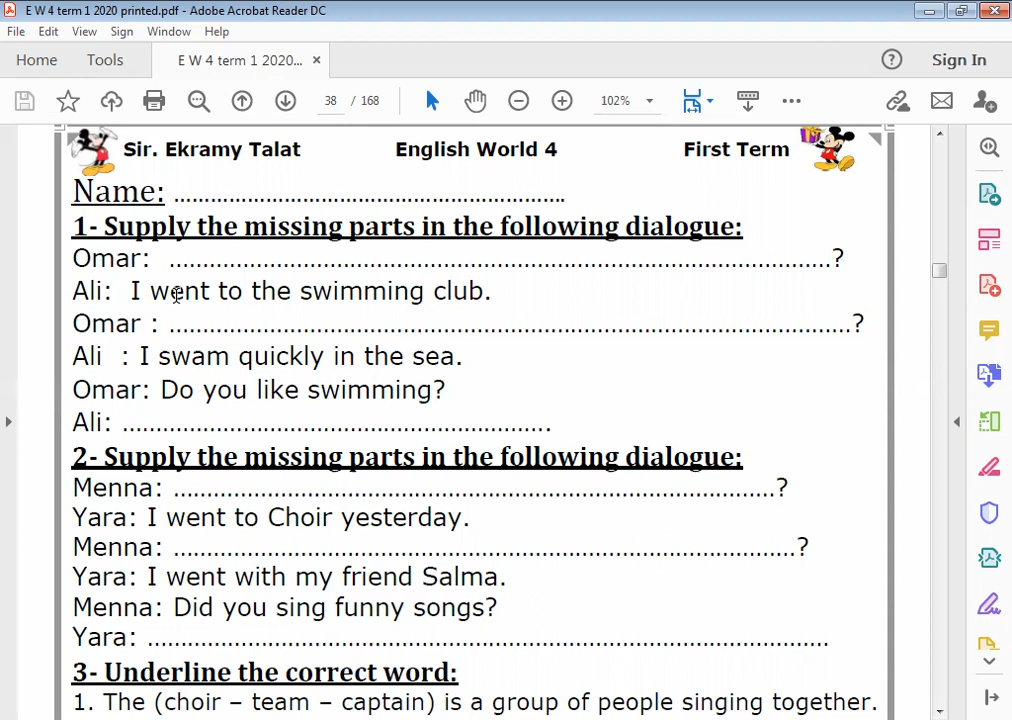 E W 4 term 1 2020 printed.pdf - Adobe Acrobat Reader DC
File Edit View Sign Window Help
Home Tools E W 4 term 1 2020... × ? Sign In
38 / 168 102%
Sir. Ekramy Talat English World 4 First Term
Name: ..................................................................
1- Supply the missing parts in the following dialogue:
Omar: ................................................................................?
Ali: I went to the swimming club.
Omar : ..................................................................................?
Ali : I swam quickly in the sea.
Omar: Do you like swimming?
Ali: ....................................................
2- Supply the missing parts in the following dialogue:
Menna: .........................................................................?
Yara: I went to Choir yesterday.
Menna: ...........................................................................?
Yara: I went with my friend Salma.
Menna: Did you sing funny songs?
Yara: ..................................................................................
3- Underline the correct word:
1. The (choir – team – captain) is a group of people singing together.